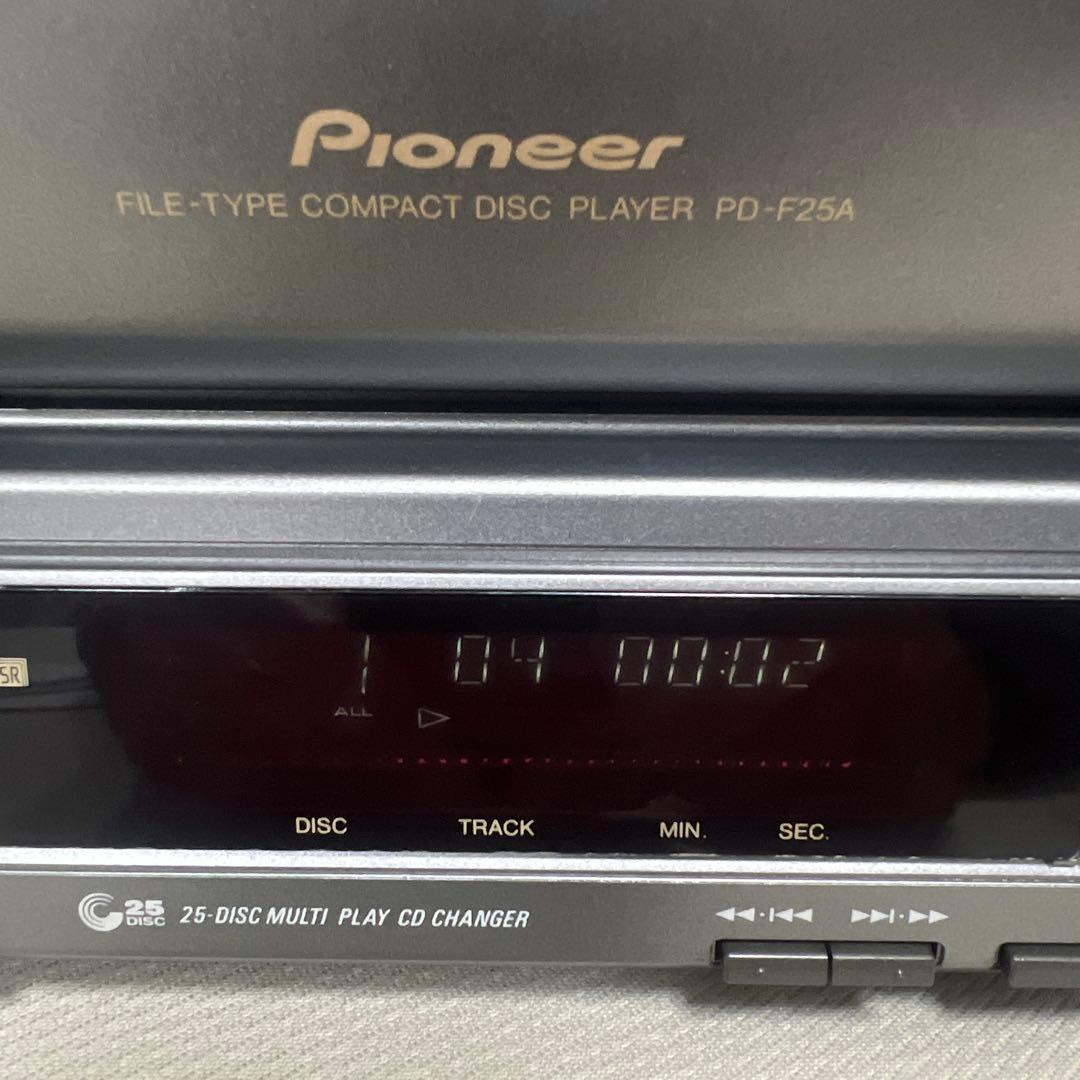 Pioneer
FILE-TYPE COMPACT DISC PLAYER PD-F25A
SR
1 04 00:02
ALL
DISC TRACK MIN. SEC.
25 DISC 25-DISC MULTI PLAY CD CHANGER